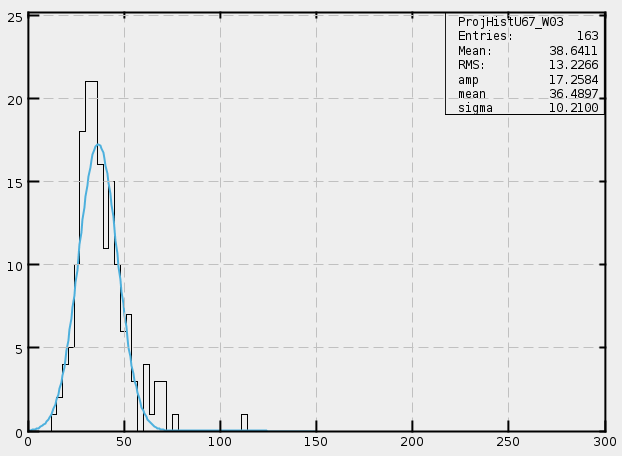 ProjHistU67_W03
Entries: 163
Mean: 38.6411
RMS: 13.2266
amp 17.2584
mean 36.4897
sigma 10.2100
25
20
15
10
5
0
0 50 100 150 200 250 300